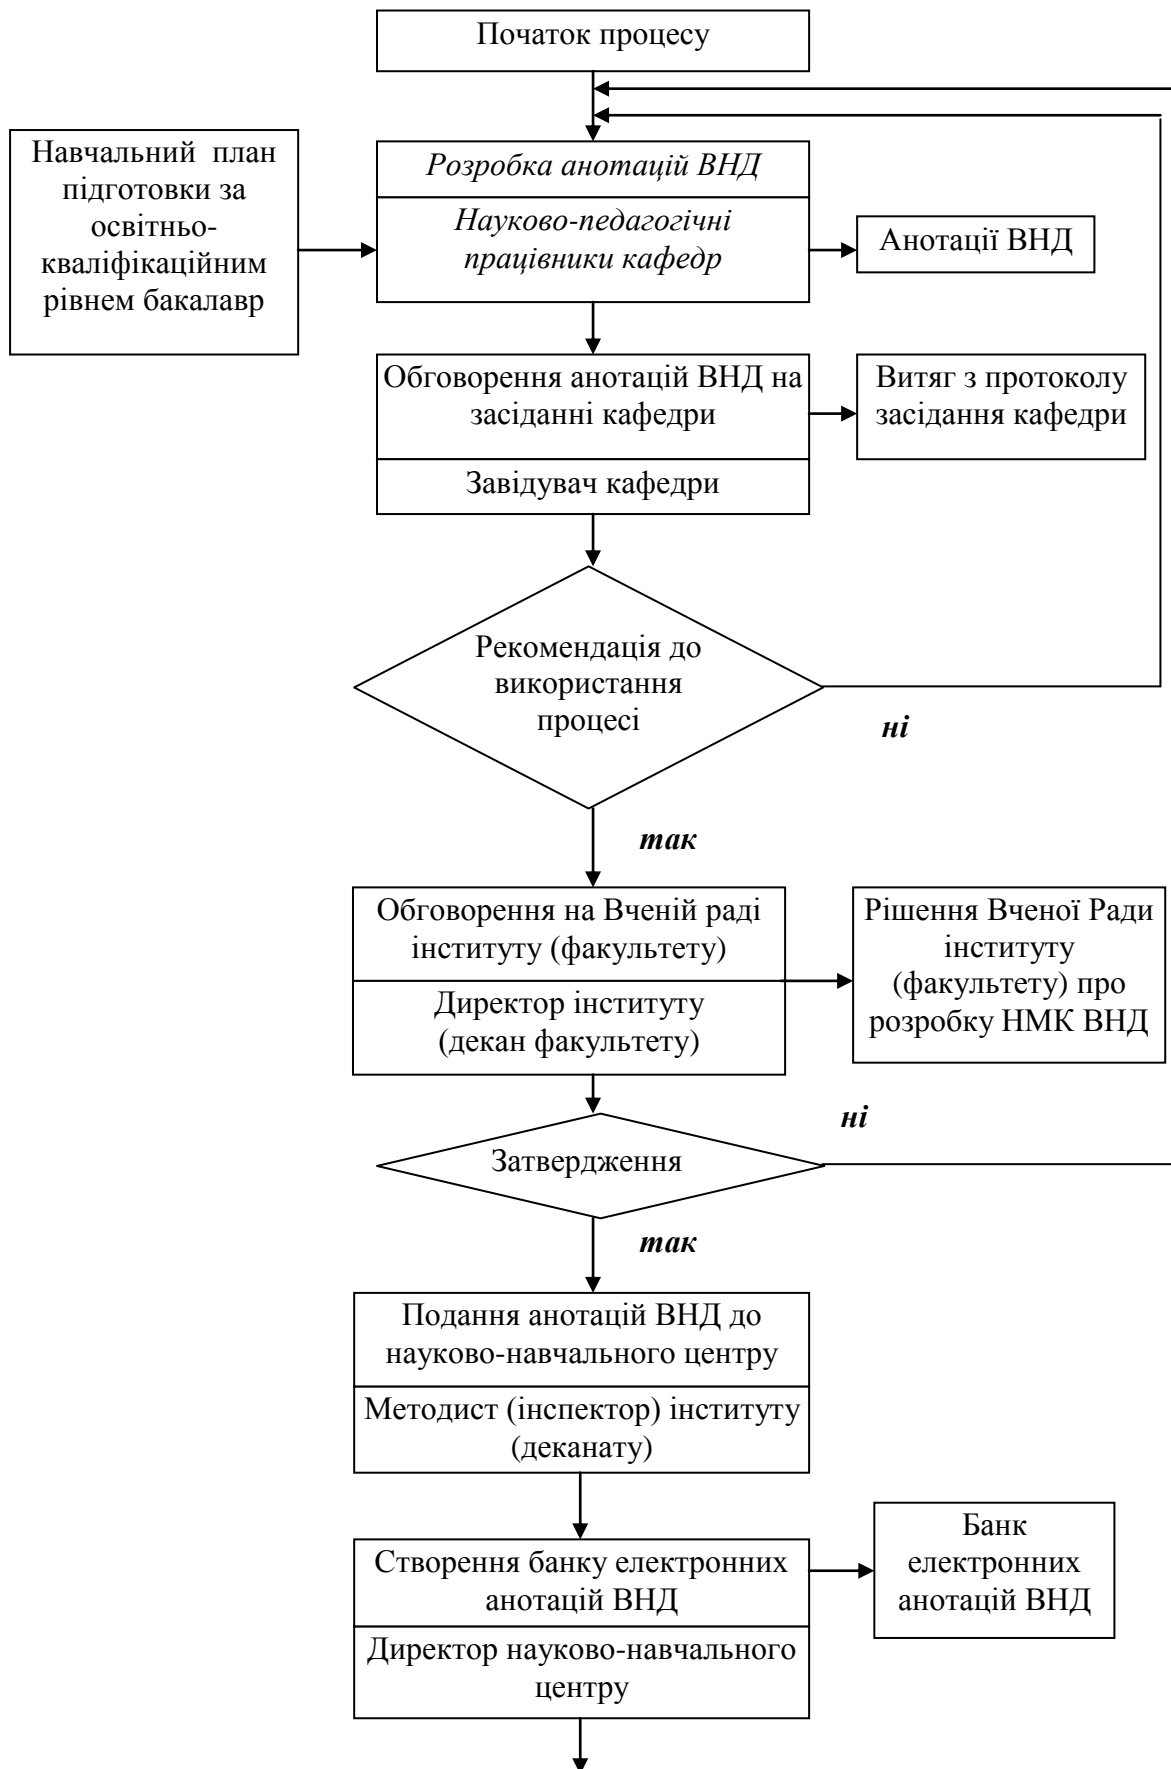 Початок процесу
Навчальний план
підготовки за
освітньо-
кваліфікаційним
рівнем бакалавр
Розробка анотацій ВНД
Науково-педагогічні
працівники кафедр
Анотації ВНД
Обговорення анотацій ВНД на
засіданні кафедри
Завідувач кафедри
Витяг з протоколу
засідання кафедри
Рекомендація до
використання
процесі
ні
так
Обговорення на Вченій раді
інституту (факультету)
Директор інституту
(декан факультету)
Рішення Вченої Ради
інституту
(факультету) про
розробку НМК ВНД
ні
Затвердження
так
Подання анотацій ВНД до
науково-навчального центру
Методист (інспектор) інституту
(деканату)
Створення банку електронних
анотацій ВНД
Директор науково-навчального
центру
Банк
електронних
анотацій ВНД